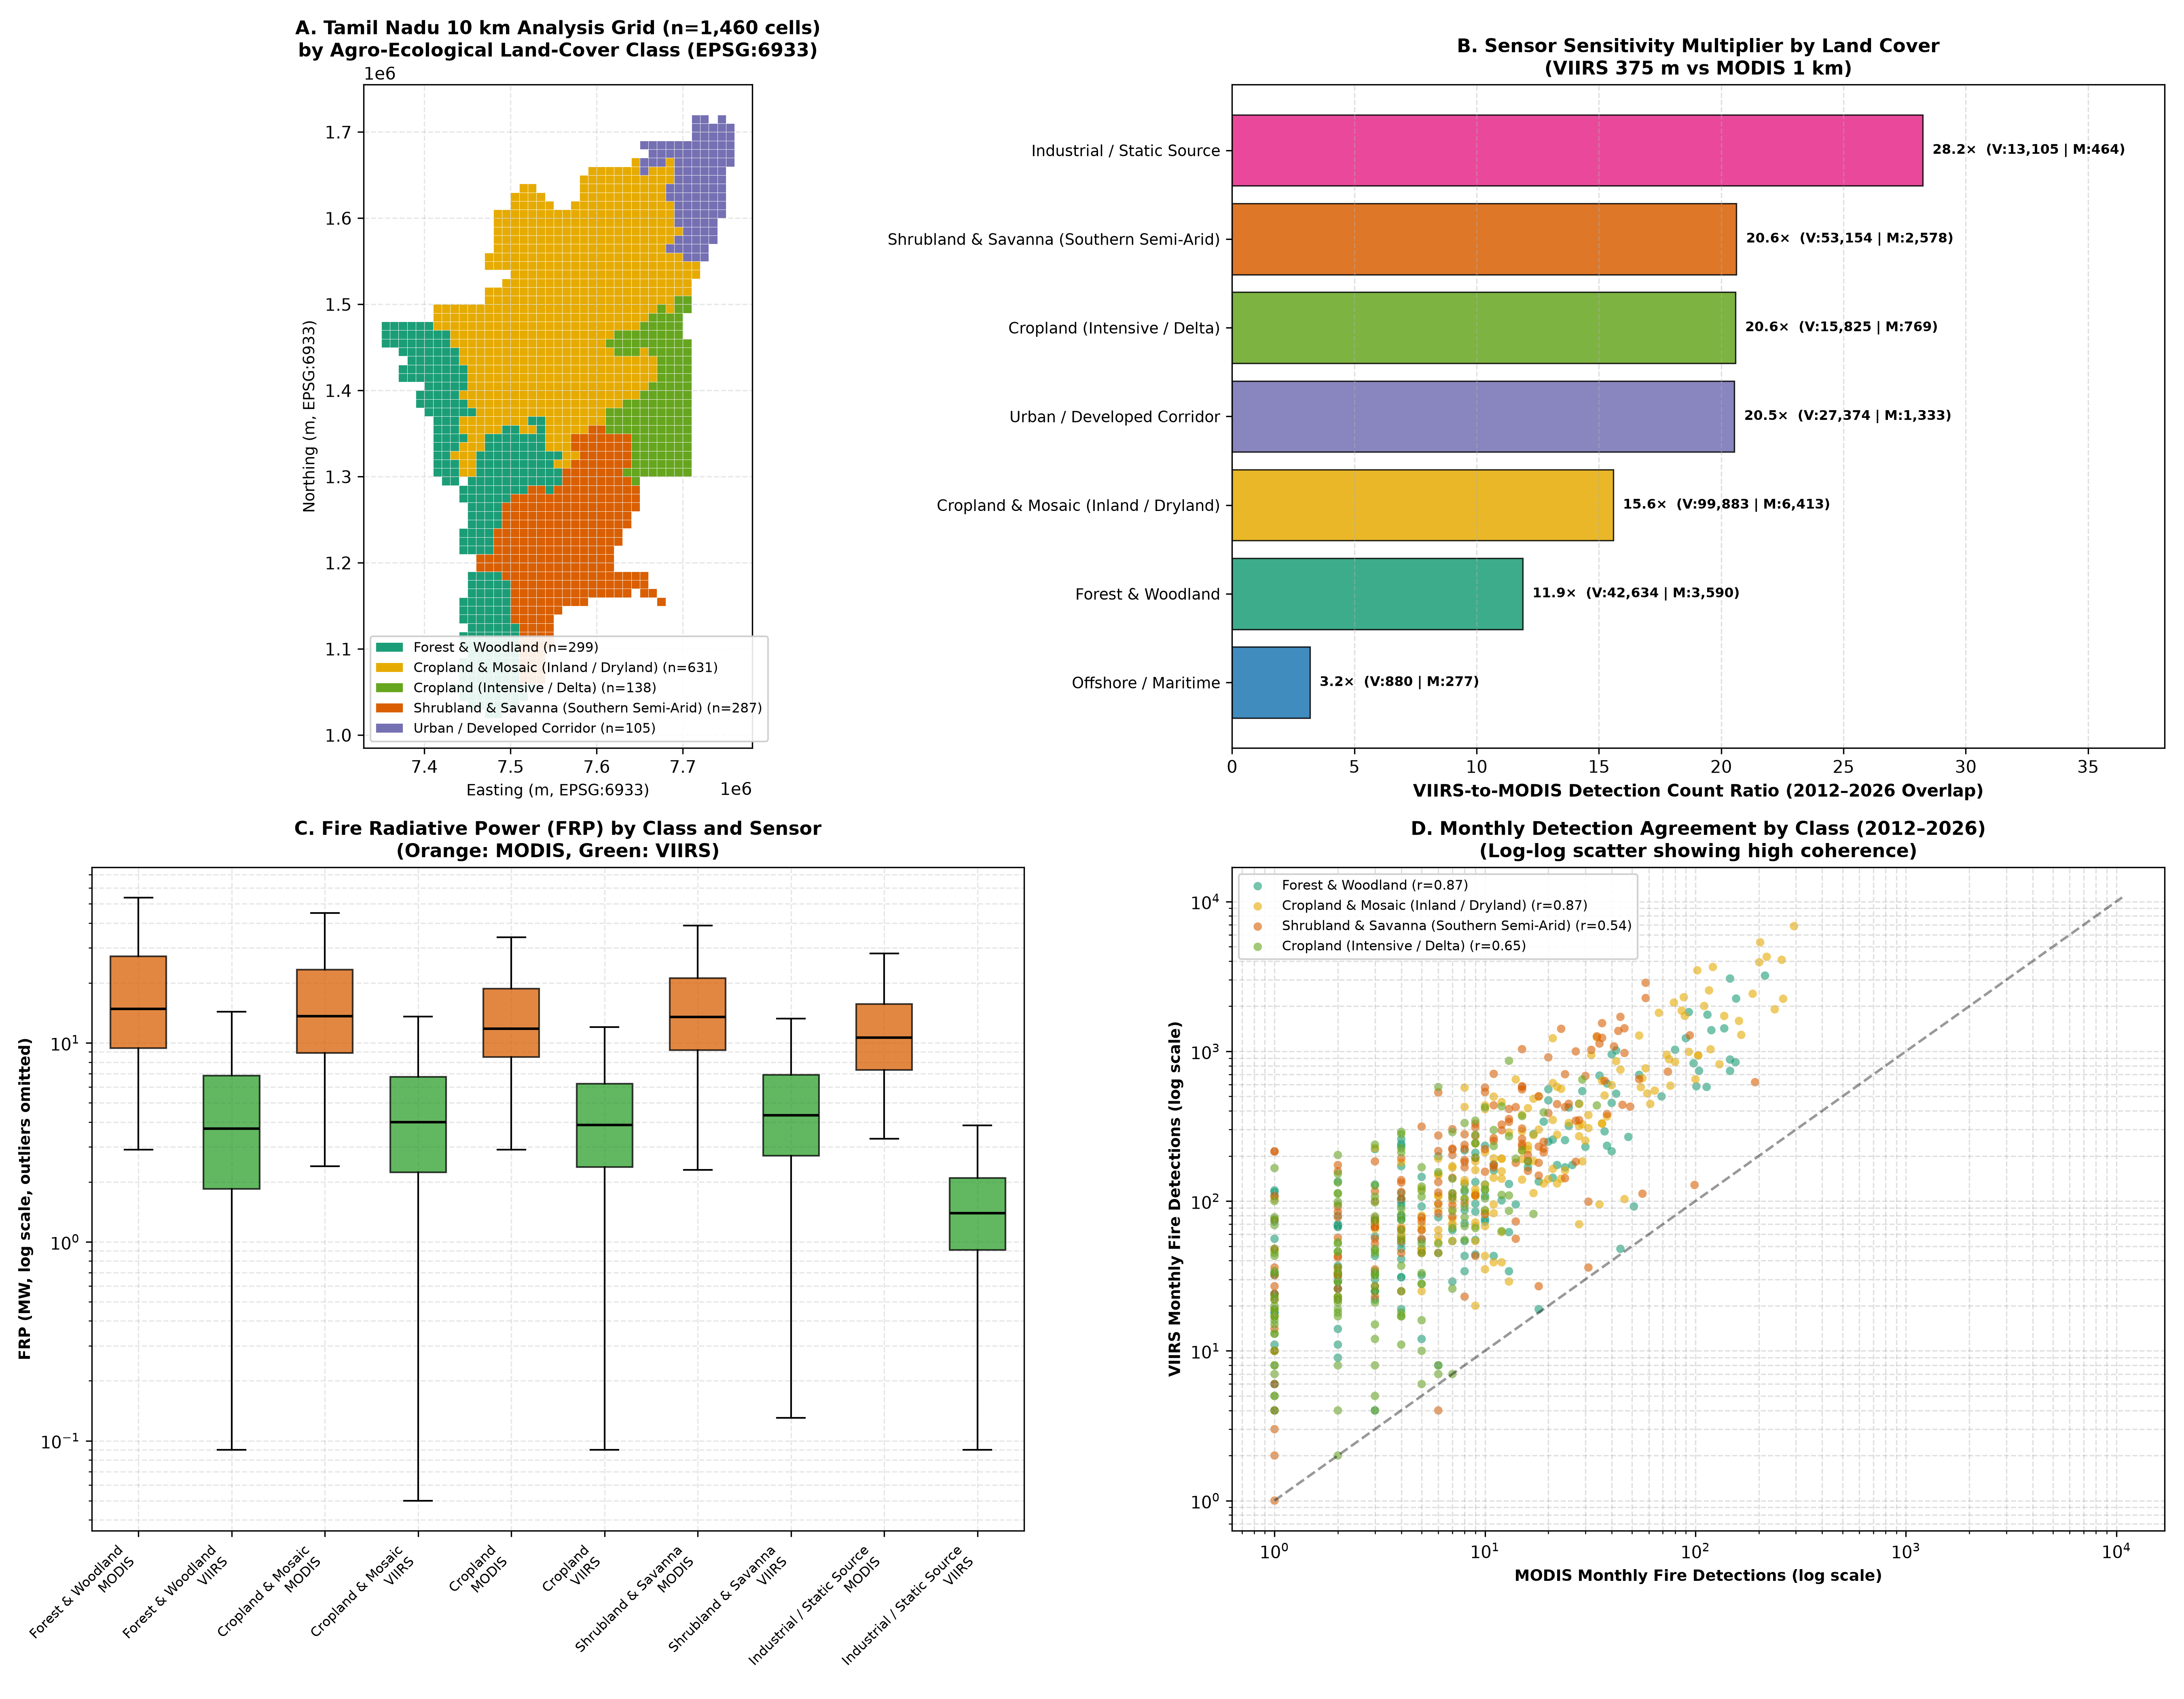 A. Tamil Nadu 10 km Analysis Grid (n=1,460 cells)
by Agro-Ecological Land-Cover Class (EPSG:6933)
1e6
1.7
1.6
1.5
1.4
1.3
1.2
1.1
1.0
Northing (m, EPSG:6933)
Forest & Woodland (n=299)
Cropland & Mosaic (Inland / Dryland) (n=631)
Cropland (Intensive / Delta) (n=138)
Shrubland & Savanna (Southern Semi-Arid) (n=287)
Urban / Developed Corridor (n=105)
7.4 7.5 7.6 7.7
Easting (m, EPSG:6933)
1e6
B. Sensor Sensitivity Multiplier by Land Cover
(VIIRS 375 m vs MODIS 1 km)
Industrial / Static Source
28.2× (V:13,105 | M:464)
Shrubland & Savanna (Southern Semi-Arid)
20.6× (V:53,154 | M:2,578)
Cropland (Intensive / Delta)
20.6× (V:15,825 | M:769)
Urban / Developed Corridor
20.5× (V:27,374 | M:1,333)
Cropland & Mosaic (Inland / Dryland)
15.6× (V:99,883 | M:6,413)
Forest & Woodland
11.9× (V:42,634 | M:3,590)
Offshore / Maritime
3.2× (V:880 | M:277)
0 5 10 15 20 25 30 35
VIIRS-to-MODIS Detection Count Ratio (2012–2026 Overlap)
C. Fire Radiative Power (FRP) by Class and Sensor
(Orange: MODIS, Green: VIIRS)
FRP (MW, log scale, outliers omitted)
10¹
10⁰
10⁻¹
Forest & Woodland
MODIS
Forest & Woodland
VIIRS
Cropland & Mosaic
MODIS
Cropland & Mosaic
VIIRS
Cropland
MODIS
Cropland
VIIRS
Shrubland & Savanna
MODIS
Shrubland & Savanna
VIIRS
Industrial / Static Source
MODIS
Industrial / Static Source
VIIRS
D. Monthly Detection Agreement by Class (2012–2026)
(Log-log scatter showing high coherence)
Forest & Woodland (r=0.87)
Cropland & Mosaic (Inland / Dryland) (r=0.87)
Shrubland & Savanna (Southern Semi-Arid) (r=0.54)
Cropland (Intensive / Delta) (r=0.65)
VIIRS Monthly Fire Detections (log scale)
10⁴
10³
10²
10¹
10⁰
10⁰ 10¹ 10² 10³ 10⁴
MODIS Monthly Fire Detections (log scale)